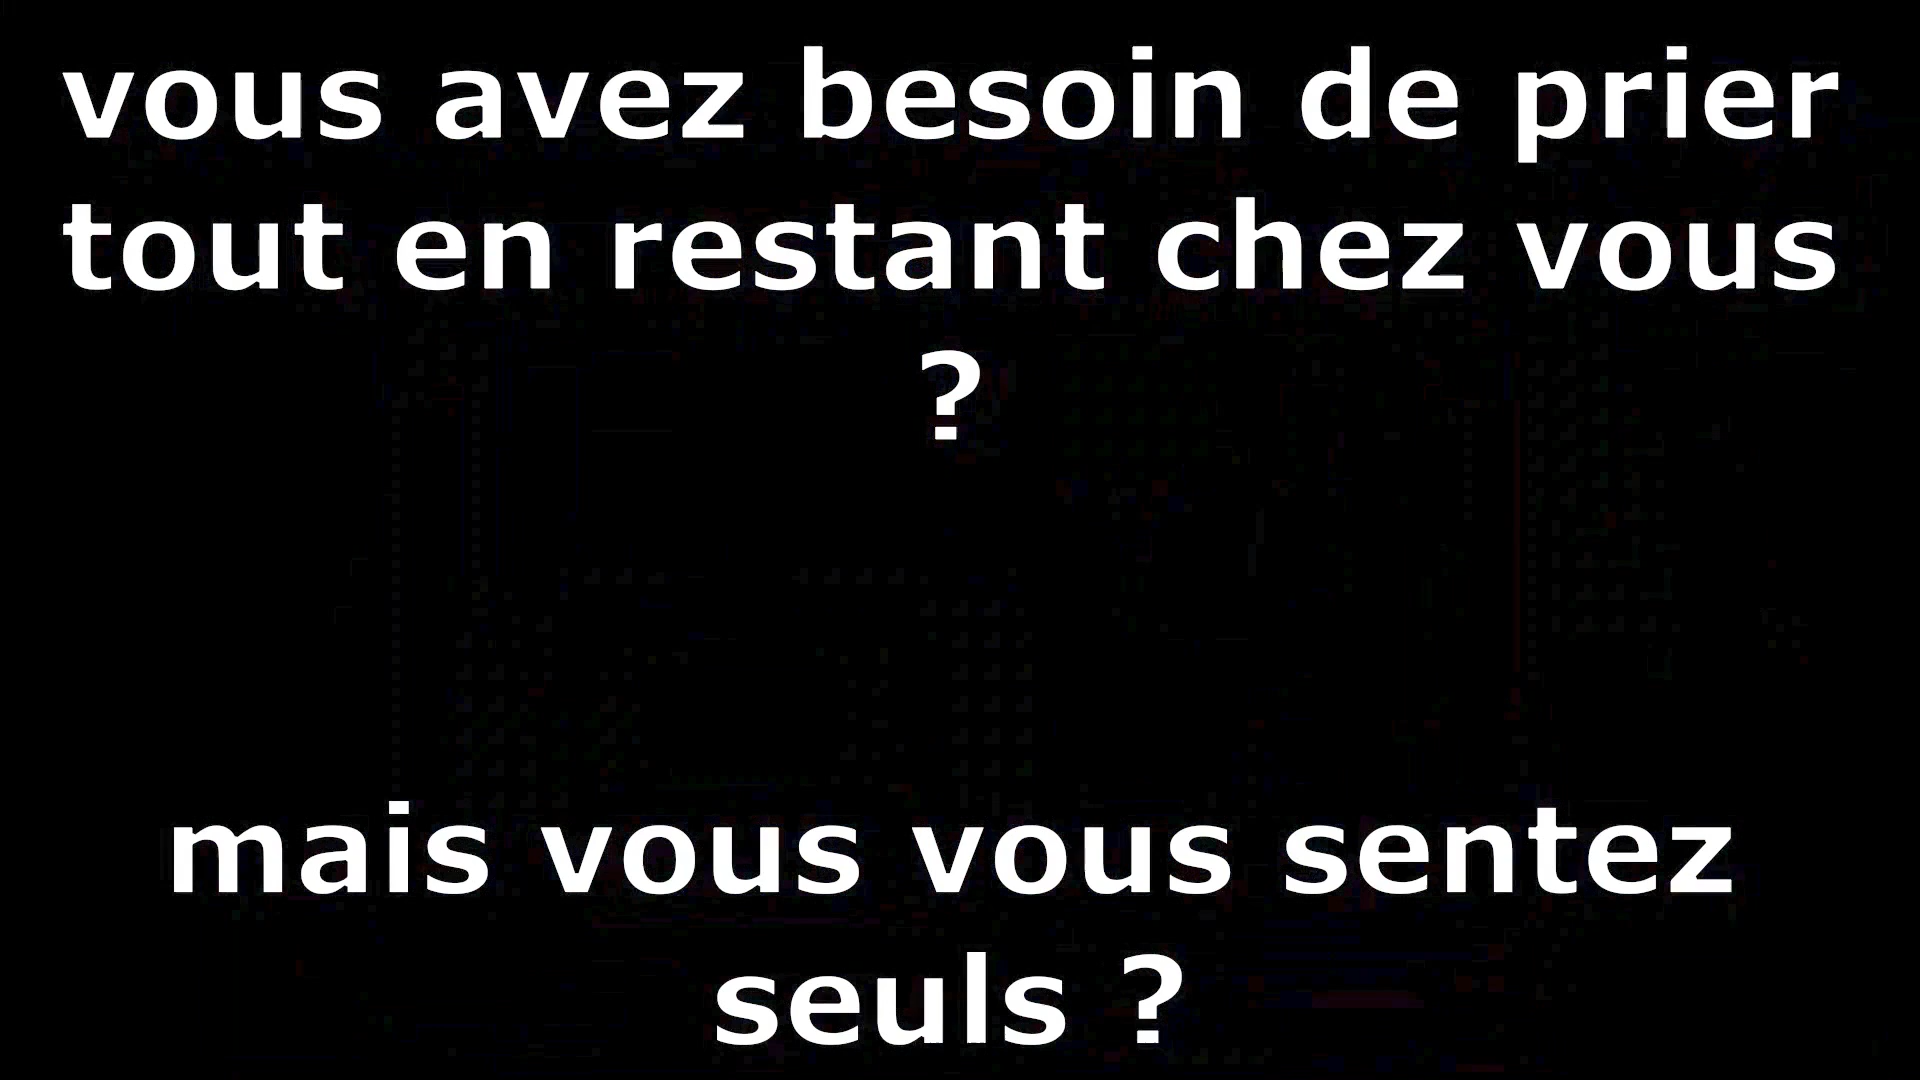 vous avez besoin de prier
tout en restant chez vous
?
mais vous vous sentez
seuls ?